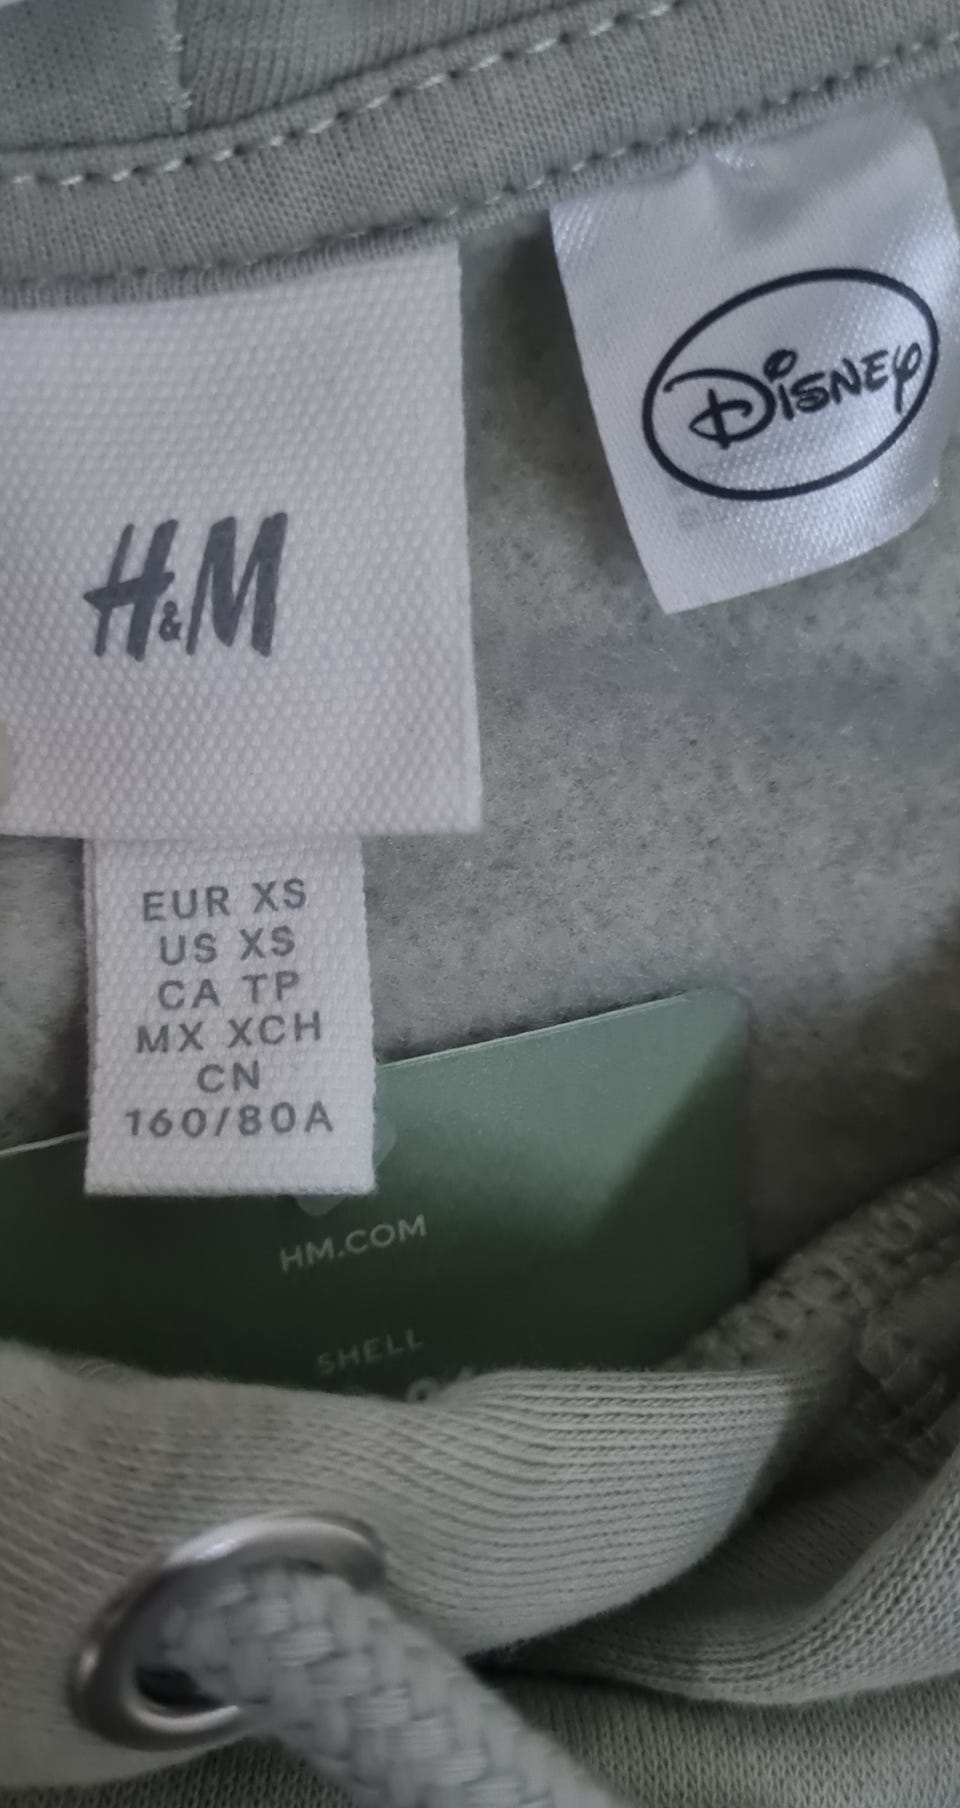 Disney
H&M
EUR XS
US XS
CA TP
MX XCH
CN
160/80A
HM.COM
SHELL